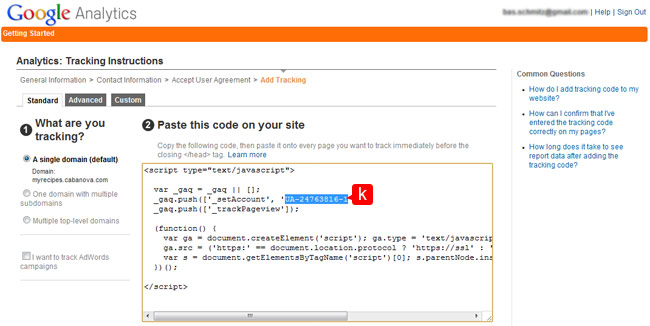 Google Analytics
| Help | Sign Out
Getting Started
Analytics: Tracking Instructions
General Information > Contact Information > Accept User Agreement > Add Tracking
Standard Advanced Custom
1 What are you tracking?
A single domain (default)
Domain:
myrecipes.cabanova.com
One domain with multiple
subdomains
Multiple top-level domains
I want to track AdWords
campaigns
2 Paste this code on your site
Copy the following code, then paste it onto every page you want to track immediately before the
closing </head> tag. Learn more
<script type="text/javascript">
var _gaq = _gaq || [];
_gaq.push(['_setAccount', 'UA-24763816-1
k
_gaq.push(['_trackPageview']);
(function() {
var ga = document.createElement('script'); ga.type = 'text/javascript
ga.src = ('https:' == document.location.protocol ? 'https://ssl' : '
var s = document.getElementsByTagName('script')[0]; s.parentNode.ins
})();
</script>
Common Questions
How do I add tracking code to my
website?
How can I confirm that I've
entered the tracking code
correctly on my pages?
How long does it take to see
report data after adding the
tracking code?